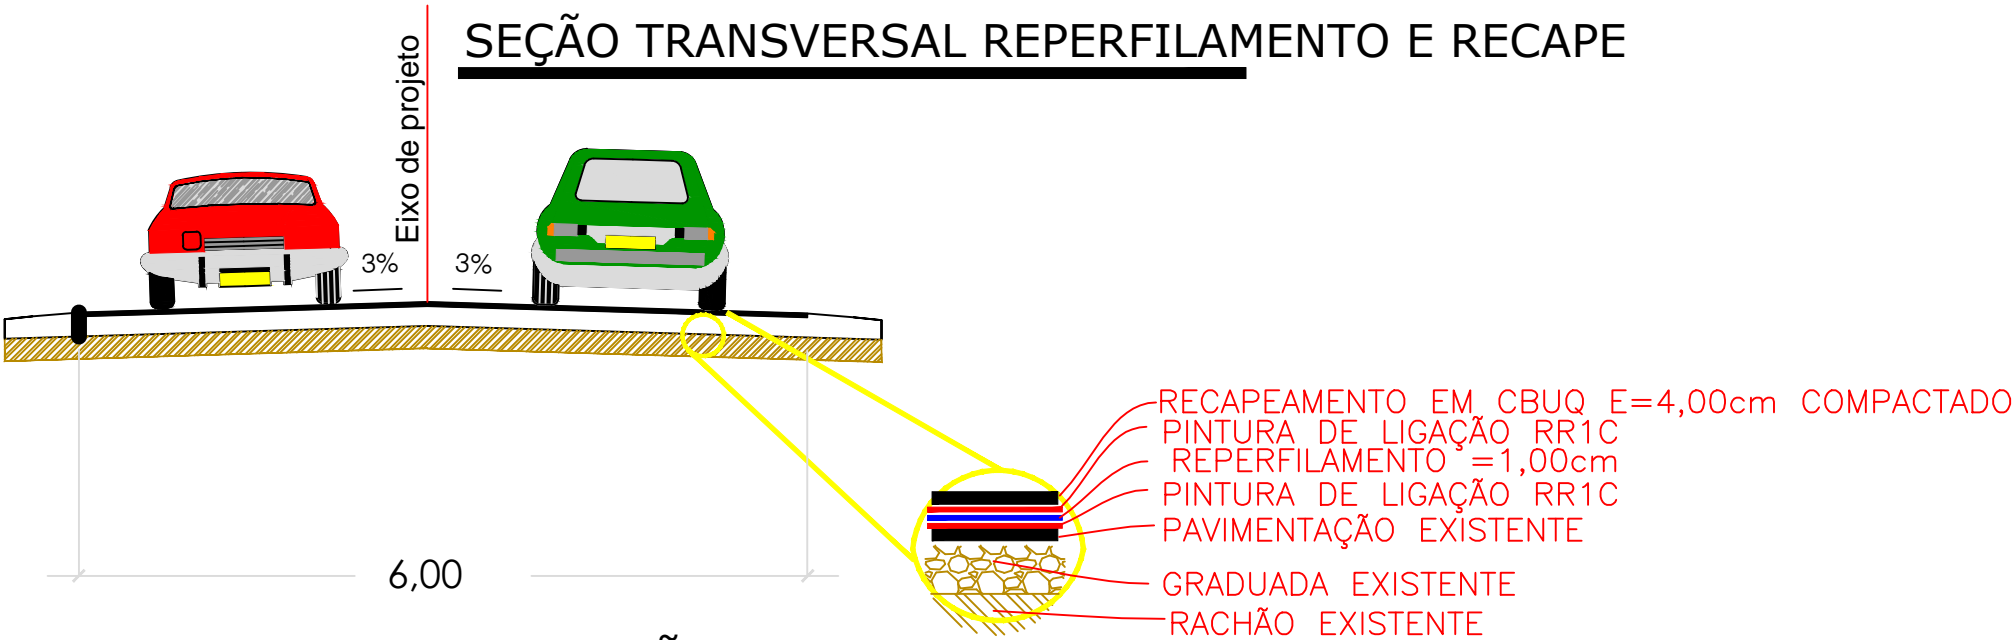 SEÇÃO TRANSVERSAL REPERFILAMENTO E RECAPE
Eixo de projeto
3%
3%
RECAPEAMENTO EM CBUQ E=4,00cm COMPACTADO
PINTURA DE LIGAÇÃO RR1C
REPERFILAMENTO =1,00cm
PINTURA DE LIGAÇÃO RR1C
PAVIMENTAÇÃO EXISTENTE
6,00
GRADUADA EXISTENTE
RACHÃO EXISTENTE